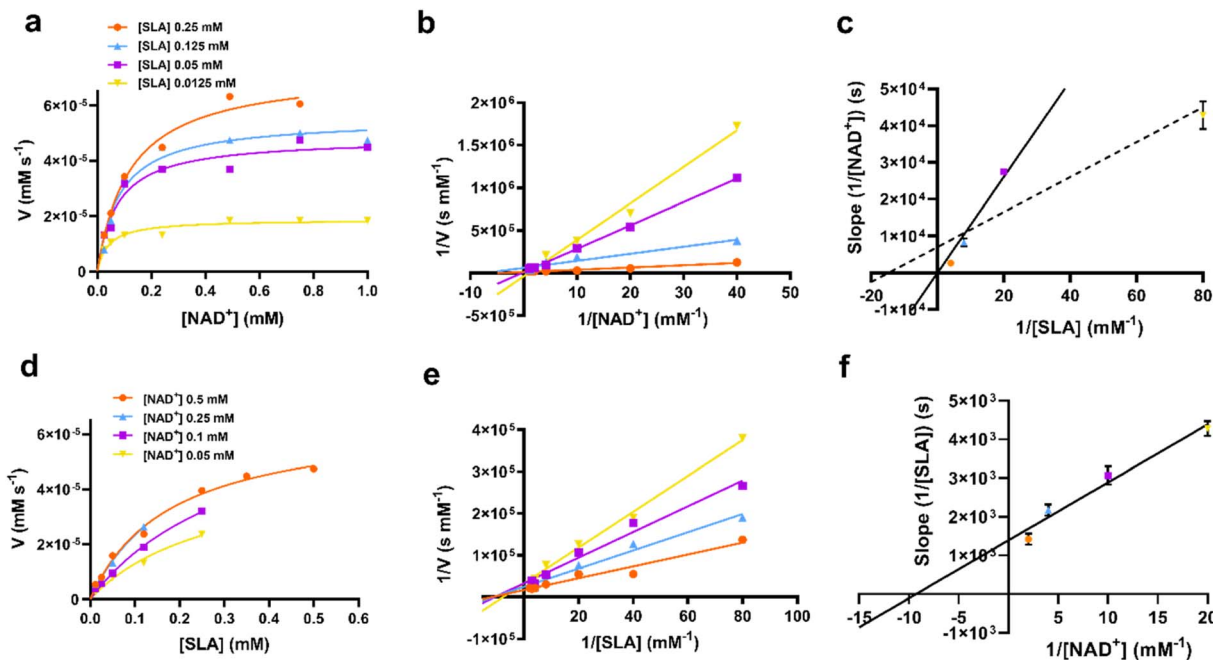 a
[SLA] 0.25 mM
[SLA] 0.125 mM
[SLA] 0.05 mM
[SLA] 0.0125 mM
V (mM s⁻¹)
6×10⁻⁵
4×10⁻⁵
2×10⁻⁵
0
0.0 0.2 0.4 0.6 0.8 1.0
[NAD⁺] (mM)
b
1/V (s mM⁻¹)
2×10⁶
1×10⁶
1×10⁶
5×10⁵
-5×10⁵
-10 0 10 20 30 40 50
1/[NAD⁺] (mM⁻¹)
c
Slope (1/[NAD⁺]) (s)
5×10⁴
4×10⁴
3×10⁴
2×10⁴
1×10⁴
-1×10⁴
-20 0 20 40 60 80
1/[SLA] (mM⁻¹)
d
[NAD⁺] 0.5 mM
[NAD⁺] 0.25 mM
[NAD⁺] 0.1 mM
[NAD⁺] 0.05 mM
V (mM s⁻¹)
6×10⁻⁵
4×10⁻⁵
2×10⁻⁵
0
0.0 0.1 0.2 0.3 0.4 0.5 0.6
[SLA] (mM)
e
1/V (s mM⁻¹)
4×10⁵
3×10⁵
2×10⁵
1×10⁵
-1×10⁵
20 40 60 80 100
1/[SLA] (mM⁻¹)
f
Slope (1/[SLA]) (s)
5×10³
4×10³
3×10³
2×10³
1×10³
-1×10³
-15 -10 -5 5 10 15 20
1/[NAD⁺] (mM⁻¹)